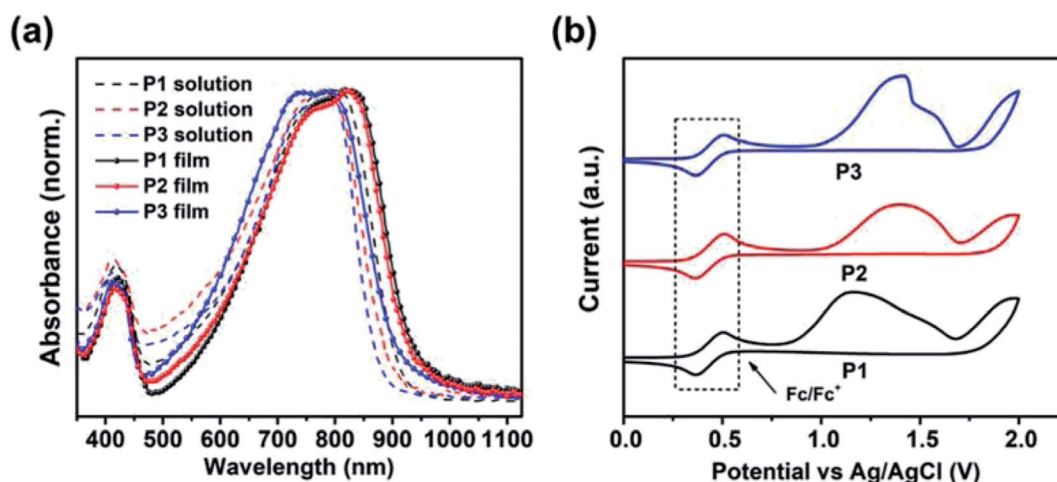 (a)
Absorbance (norm.)
P1 solution
P2 solution
P3 solution
P1 film
P2 film
P3 film
400 500 600 700 800 900 1000 1100
Wavelength (nm)
(b)
Current (a.u.)
P3
P2
P1
Fc/Fc⁺
0.0 0.5 1.0 1.5 2.0
Potential vs Ag/AgCl (V)